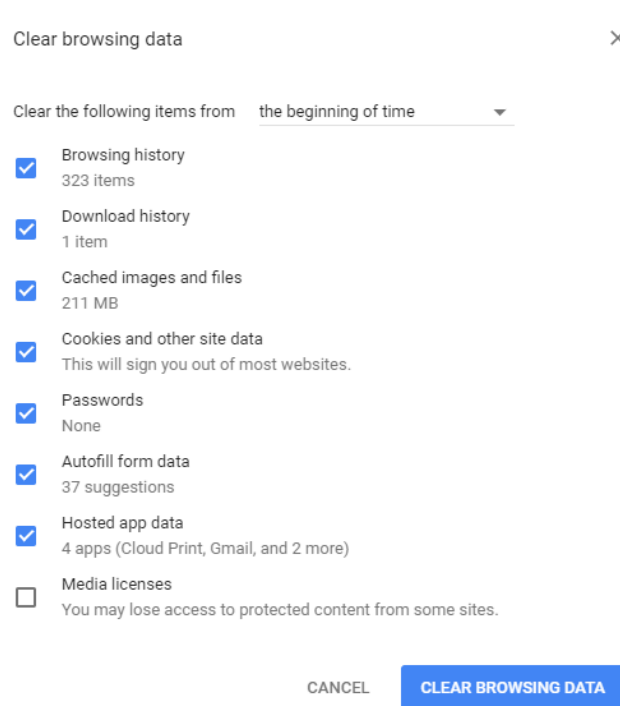 Clear browsing data
Clear the following items from the beginning of time
Browsing history
323 items
Download history
1 item
Cached images and files
211 MB
Cookies and other site data
This will sign you out of most websites.
Passwords
None
Autofill form data
37 suggestions
Hosted app data
4 apps (Cloud Print, Gmail, and 2 more)
Media licenses
You may lose access to protected content from some sites.
CANCEL CLEAR BROWSING DATA